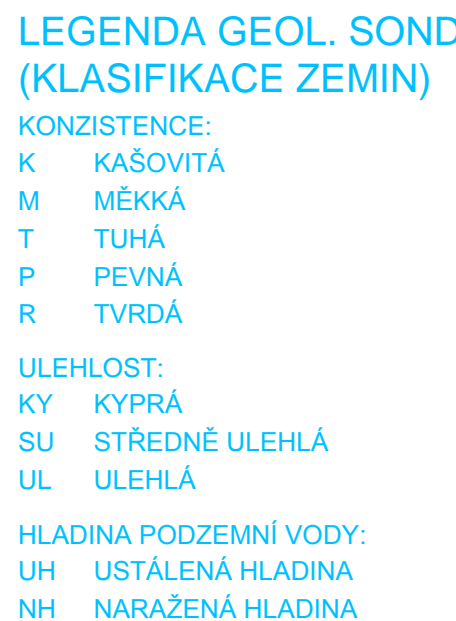 LEGENDA GEOL. SOND
(KLASIFIKACE ZEMIN)
KONZISTENCE:
K KAŠOVITÁ
M MĚKKÁ
T TUHÁ
P PEVNÁ
R TVRDÁ
ULEHLOST:
KY KYPRÁ
SU STŘEDNĚ ULEHLÁ
UL ULEHLÁ
HLADINA PODZEMNÍ VODY:
UH USTÁLENÁ HLADINA
NH NARAŽENÁ HLADINA